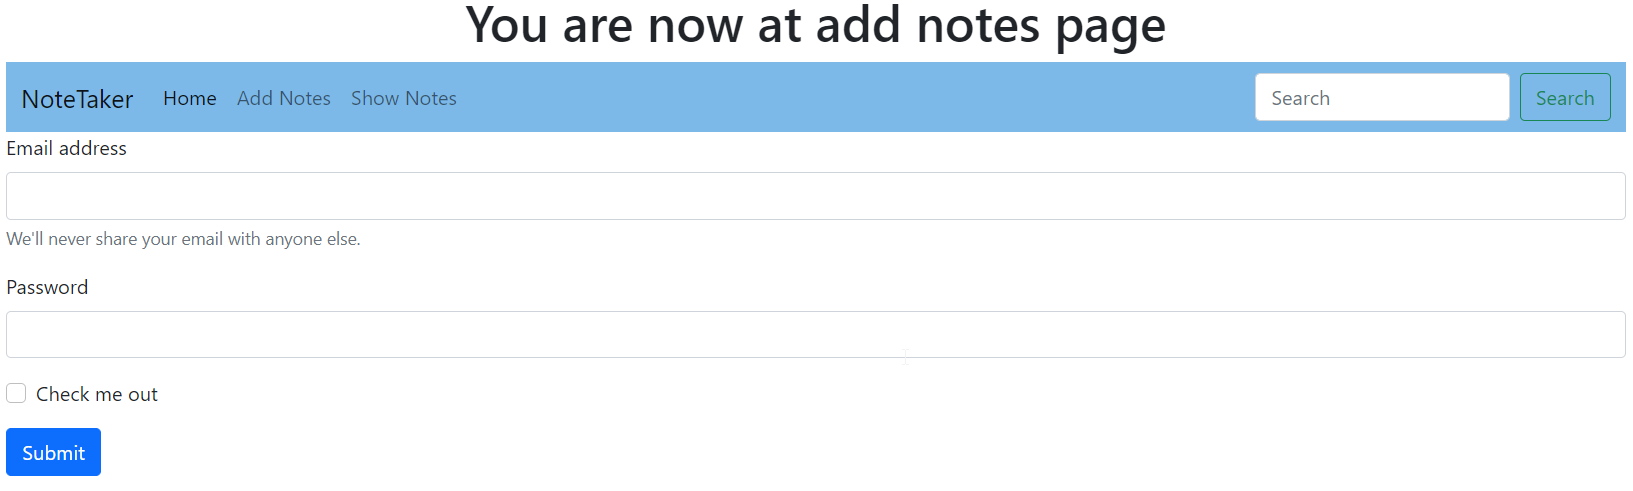 You are now at add notes page
NoteTaker Home Add Notes Show Notes Search Search
Email address
We'll never share your email with anyone else.
Password
Check me out
Submit